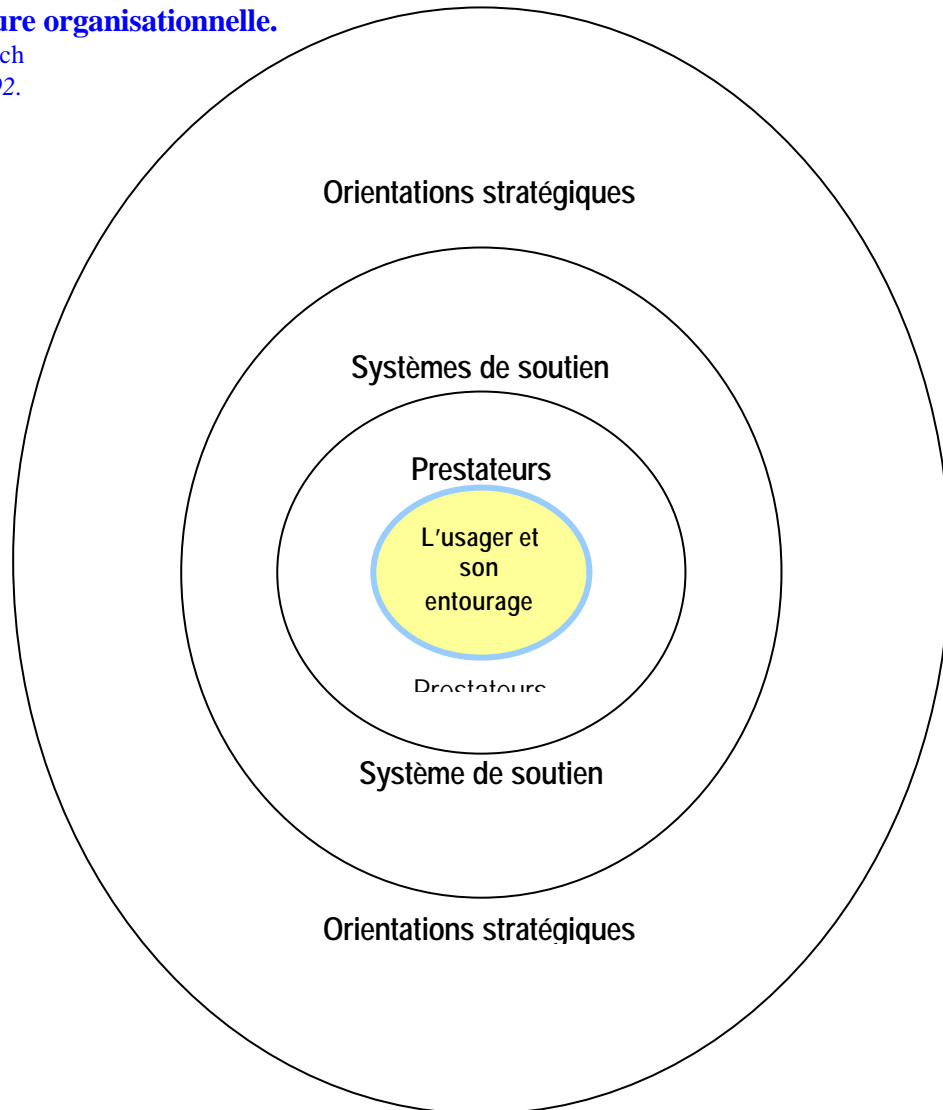 ure organisationnelle.
ch
02.
Orientations stratégiques
Systèmes de soutien
Prestateurs
L'usager et
son
entourage
Prestateurs
Système de soutien
Orientations stratégiques